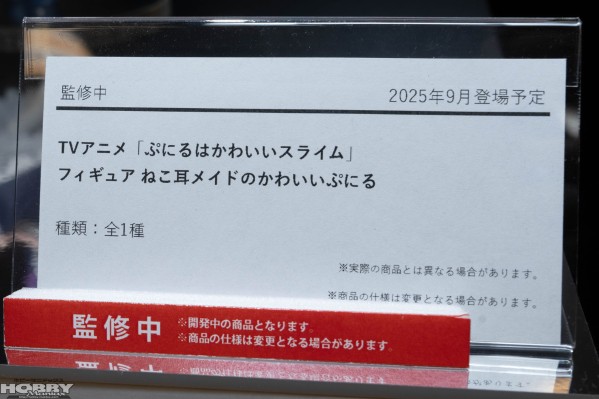 監修中
2025年9月登場予定
TVアニメ「ぷにるはかわいいスライム」
フィギュア ねこ耳メイドのかわいいぷにる
種類：全1種
※実際の商品とは異なる場合があります。
※商品の仕様は変更となる場合があります。
監修中
※開発中の商品となります。
※商品の仕様は変更となる場合があります。
HOBBY